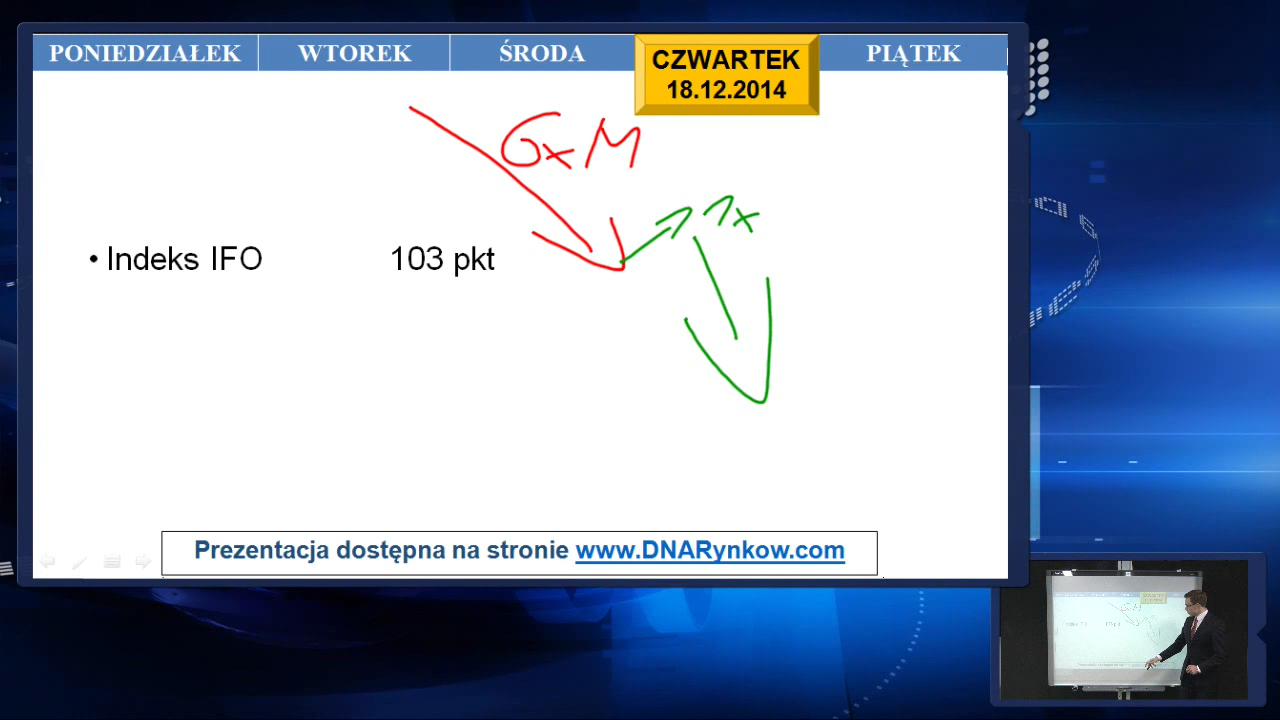 PONIEDZIAŁEK WTOREK ŚRODA CZWARTEK PIĄTEK
18.12.2014
6xM
1x
• Indeks IFO 103 pkt
Prezentacja dostępna na stronie www.DNARynkow.com